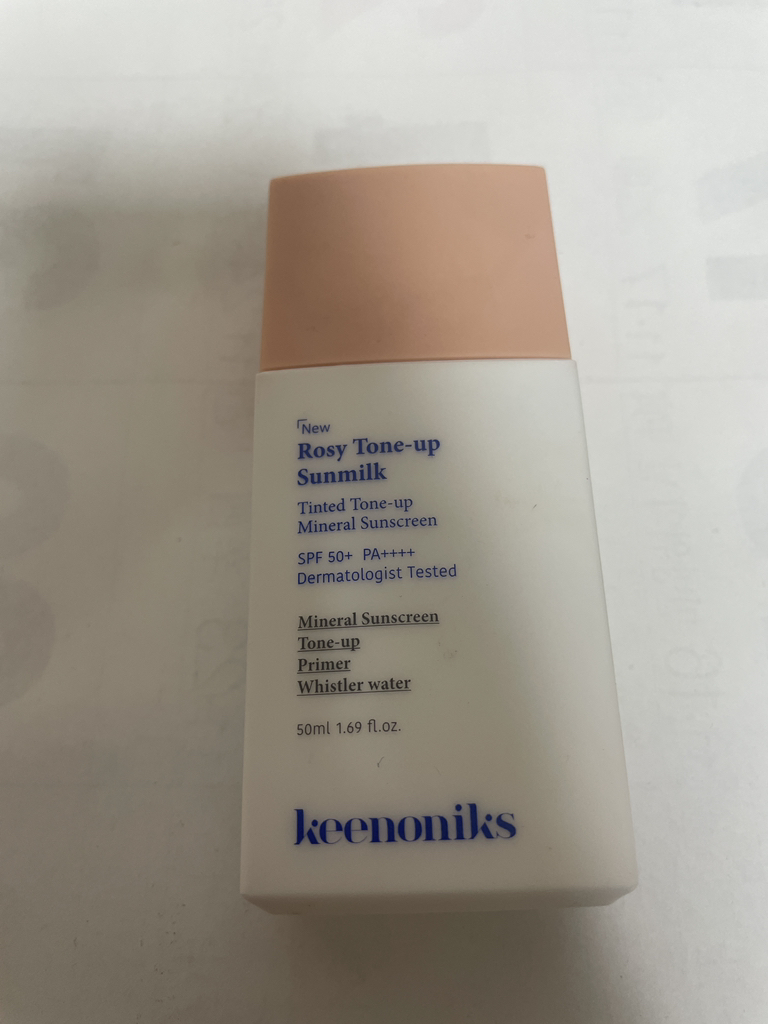 「New
Rosy Tone-up
Sunmilk
Tinted Tone-up
Mineral Sunscreen
SPF 50+ PA++++
Dermatologist Tested
Mineral Sunscreen
Tone-up
Primer
Whistler water
50ml 1.69 fl.oz.
keenoniks